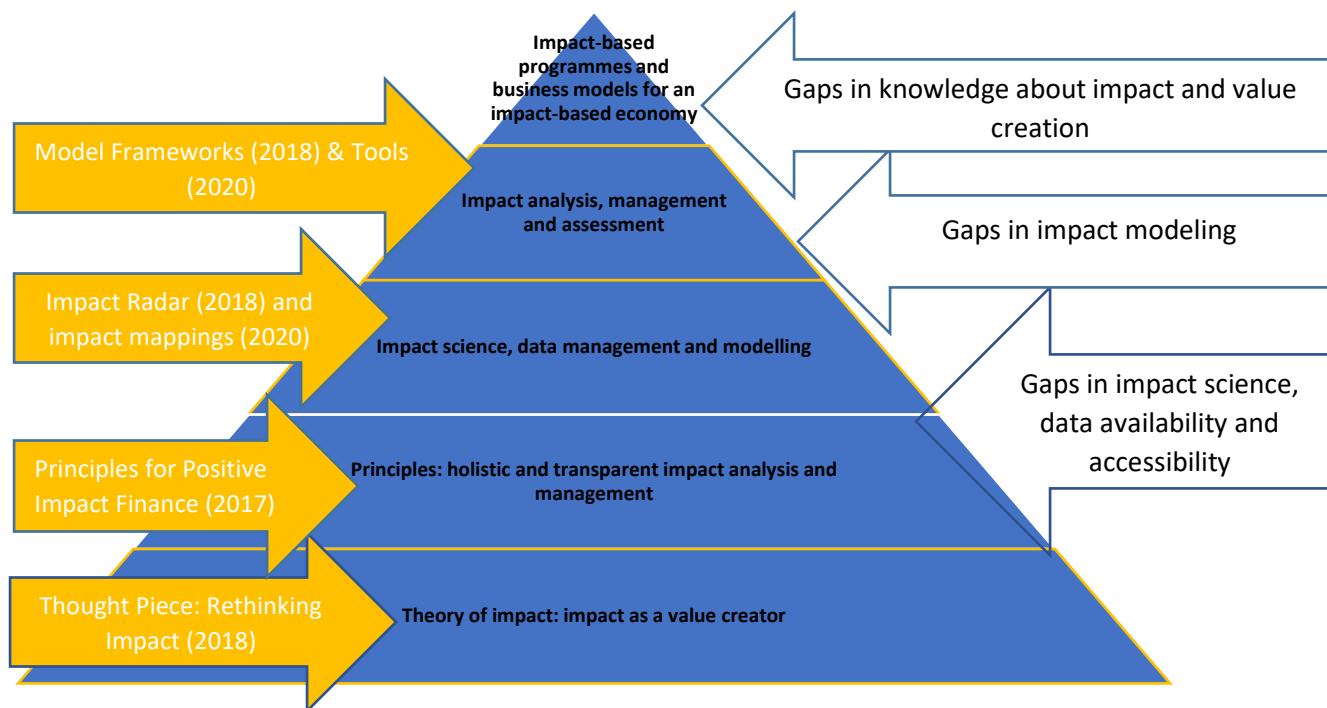 Impact-based
programmes and
business models for an
impact-based economy
Gaps in knowledge about impact and value
creation
Model Frameworks (2018) & Tools
(2020)
Impact analysis, management
and assessment
Gaps in impact modeling
Impact Radar (2018) and
impact mappings (2020)
Impact science, data management and modelling
Gaps in impact science,
data availability and
accessibility
Principles for Positive
Impact Finance (2017)
Principles: holistic and transparent impact analysis and
management
Thought Piece: Rethinking
Impact (2018)
Theory of impact: impact as a value creator